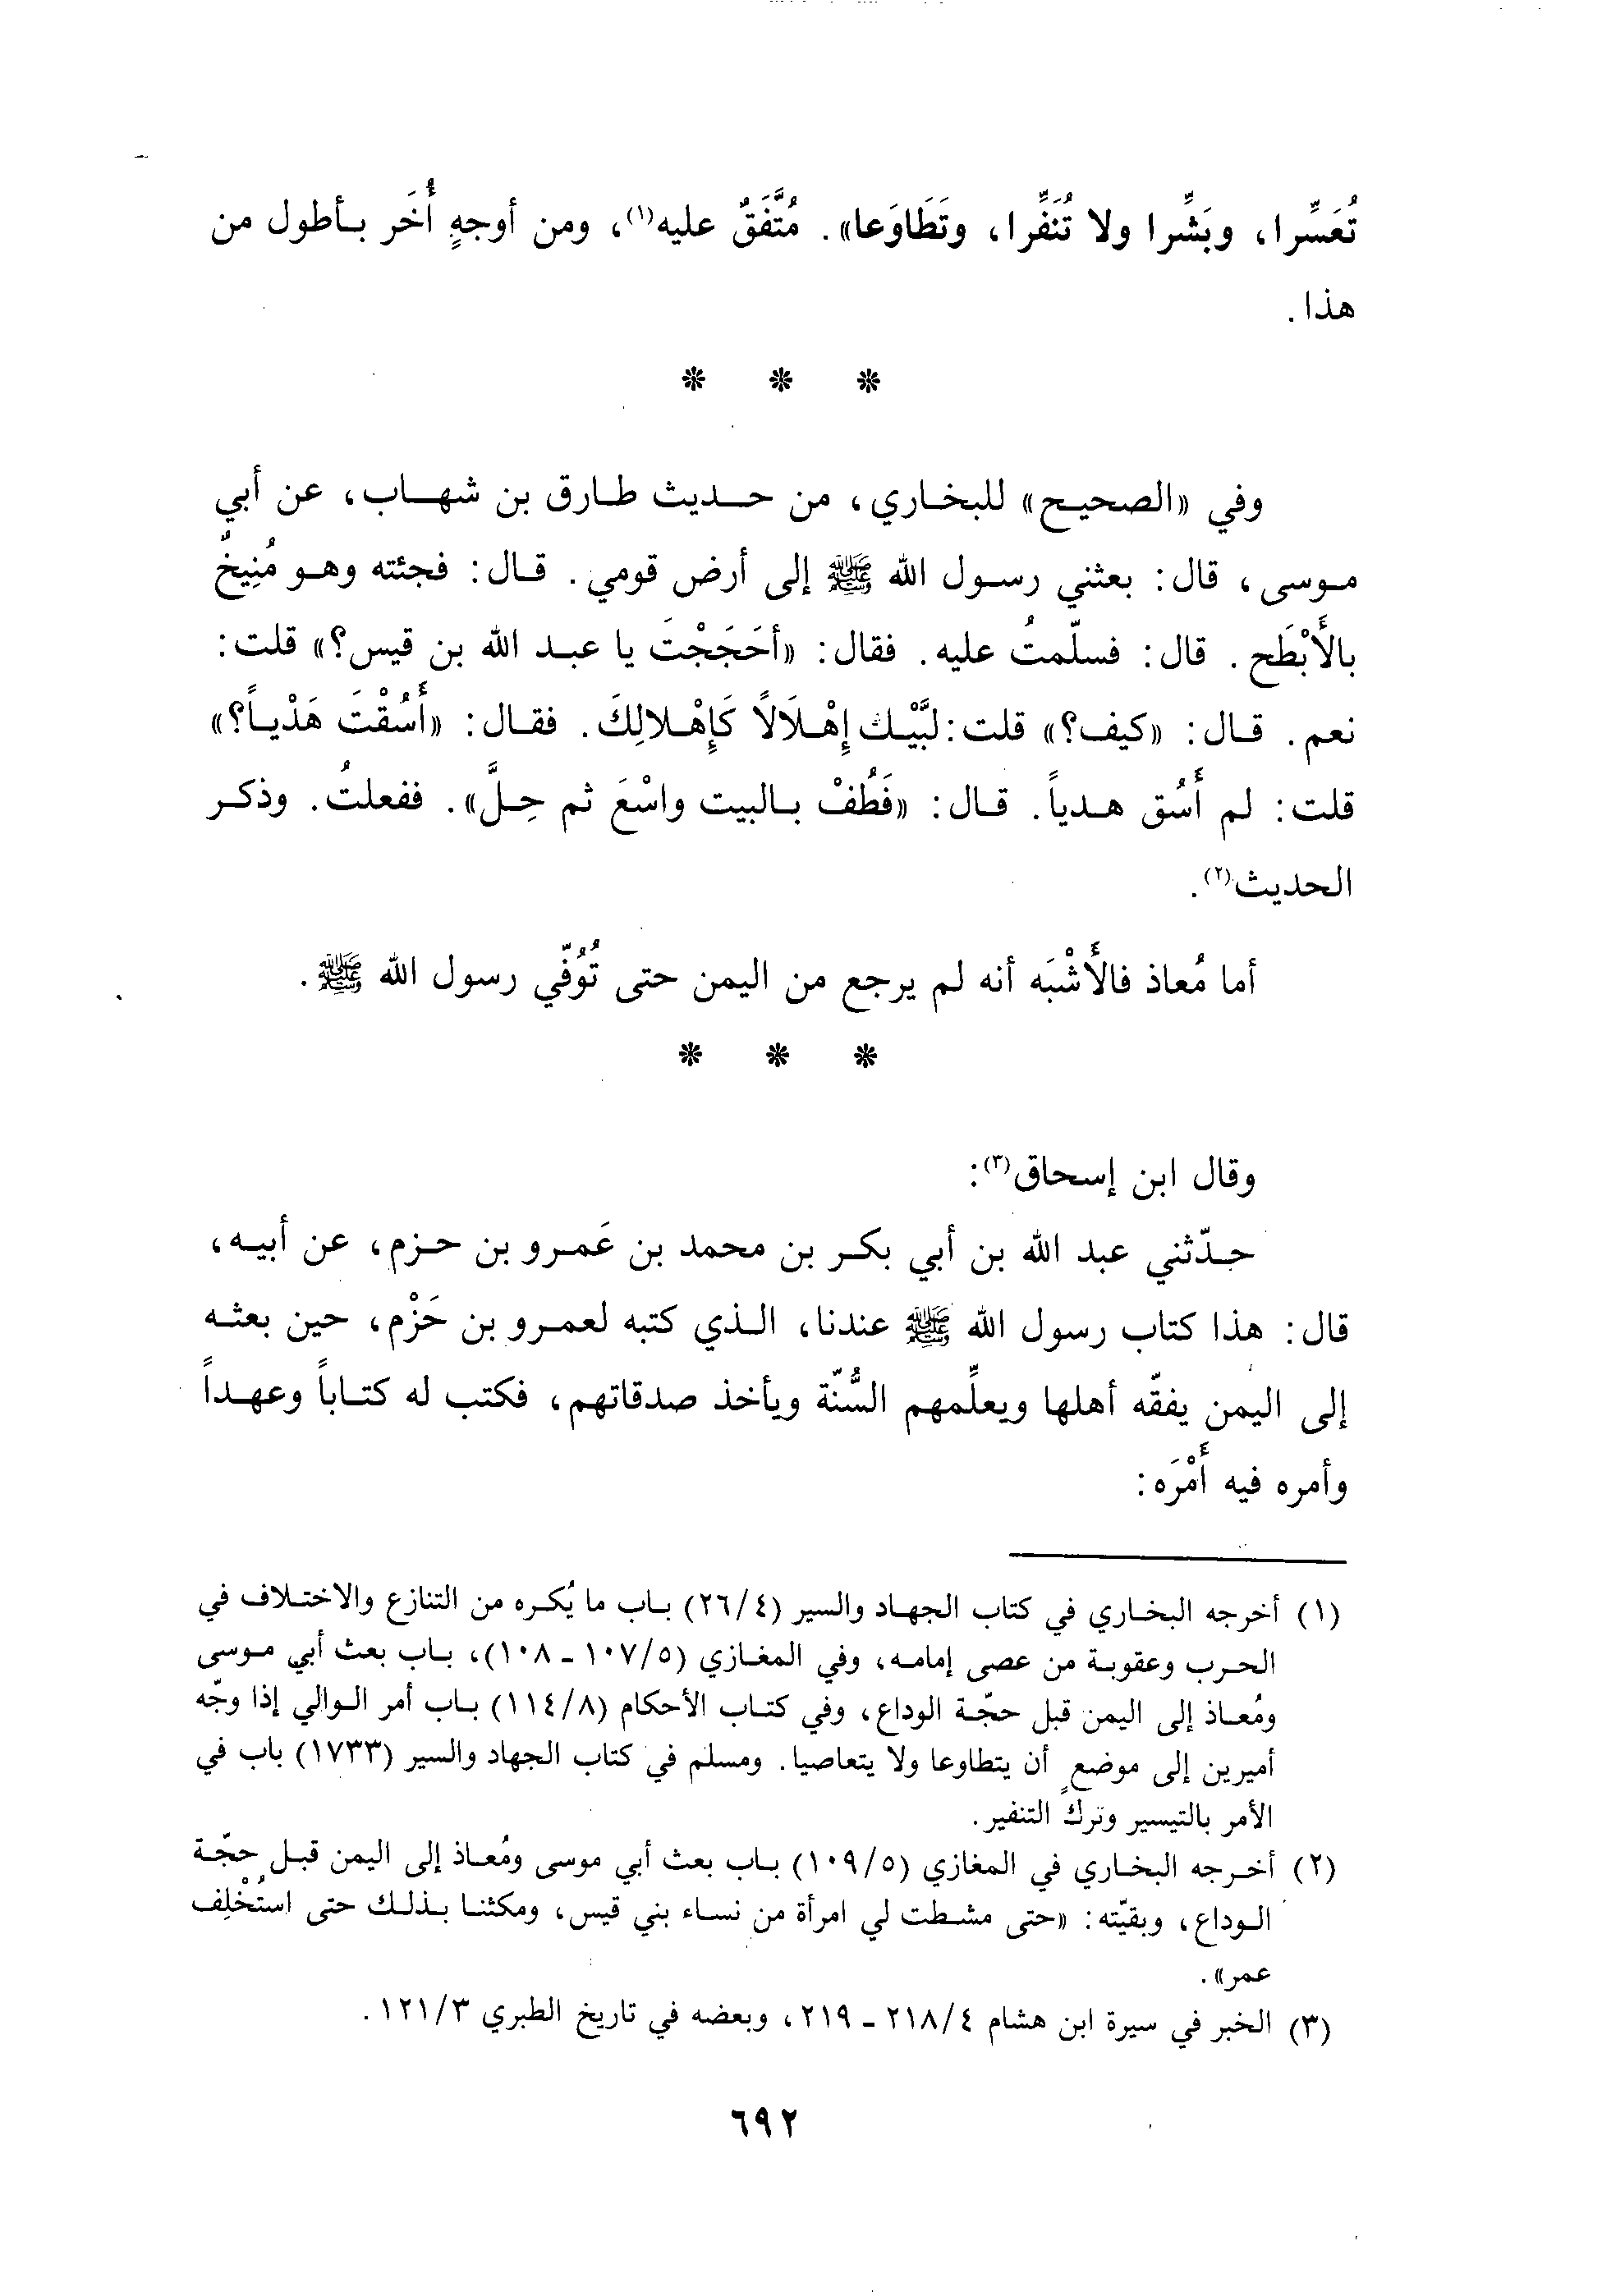 تُعَسِّرا، وبَشِّرا ولا تُنَفِّرا، وتَطَاوَعا». مُتَّفَقٌ عليه(١)، ومن أوجهٍ أُخَر بأطول من
هذا.
* * *
وفي «الصحيح» للبخاري، من حديث طارق بن شهاب، عن أبي
موسى، قال: بعثني رسول الله ﷺ إلى أرض قومي. قال: فجئته وهو مُنِيخٌ
بالأَبْطَح. قال: فسلّمتُ عليه. فقال: «أحَجَجْتَ يا عبد الله بن قيس؟» قلت:
نعم. قال: «كيف؟» قلت: لبَّيْك إِهْلَالاً كَإِهْلالِكَ. فقال: «أَسُقْتَ هَدْياً؟»
قلت: لم أَسُق هدياً. قال: «فَطُفْ بالبيت واسْعَ ثم حِلَّ». ففعلتُ. وذكر
الحديث(٢).
أما مُعاذ فالأَشْبَه أنه لم يرجع من اليمن حتى تُوُفّي رسول الله ﷺ.
* * *
وقال ابن إسحاق(٣):
حدّثني عبد الله بن أبي بكر بن محمد بن عَمرو بن حزم، عن أبيه،
قال: هذا كتاب رسول الله ﷺ عندنا، الذي كتبه لعمرو بن حَزْم، حين بعثه
إلى اليمن يفقّه أهلها ويعلِّمهم السُّنّة ويأخذ صدقاتهم، فكتب له كتاباً وعهداً
وأمره فيه أَمْرَه:
(١) أخرجه البخاري في كتاب الجهاد والسير (٢٦/٤) باب ما يُكره من التنازع والاختلاف في
الحرب وعقوبة من عصى إمامه، وفي المغازي (١٠٧/٥ - ١٠٨)، باب بعث أبي موسى
ومُعاذ إلى اليمن قبل حجّة الوداع، وفي كتاب الأحكام (١١٤/٨) باب أمر الوالي إذا وجّه
أميرين إلى موضعٍ أن يتطاوعا ولا يتعاصيا. ومسلم في كتاب الجهاد والسير (١٧٣٣) باب في
الأمر بالتيسير وترك التنفير.
(٢) أخرجه البخاري في المغازي (١٠٩/٥) باب بعث أبي موسى ومُعاذ إلى اليمن قبل حجّة
الوداع، وبقيّته: «حتى مشطت لي امرأة من نساء بني قيس، ومكثنا بذلك حتى استُخْلِف
عمر».
(٣) الخبر في سيرة ابن هشام ٢١٨/٤ - ٢١٩، وبعضه في تاريخ الطبري ١٢١/٣.
٦٩٢